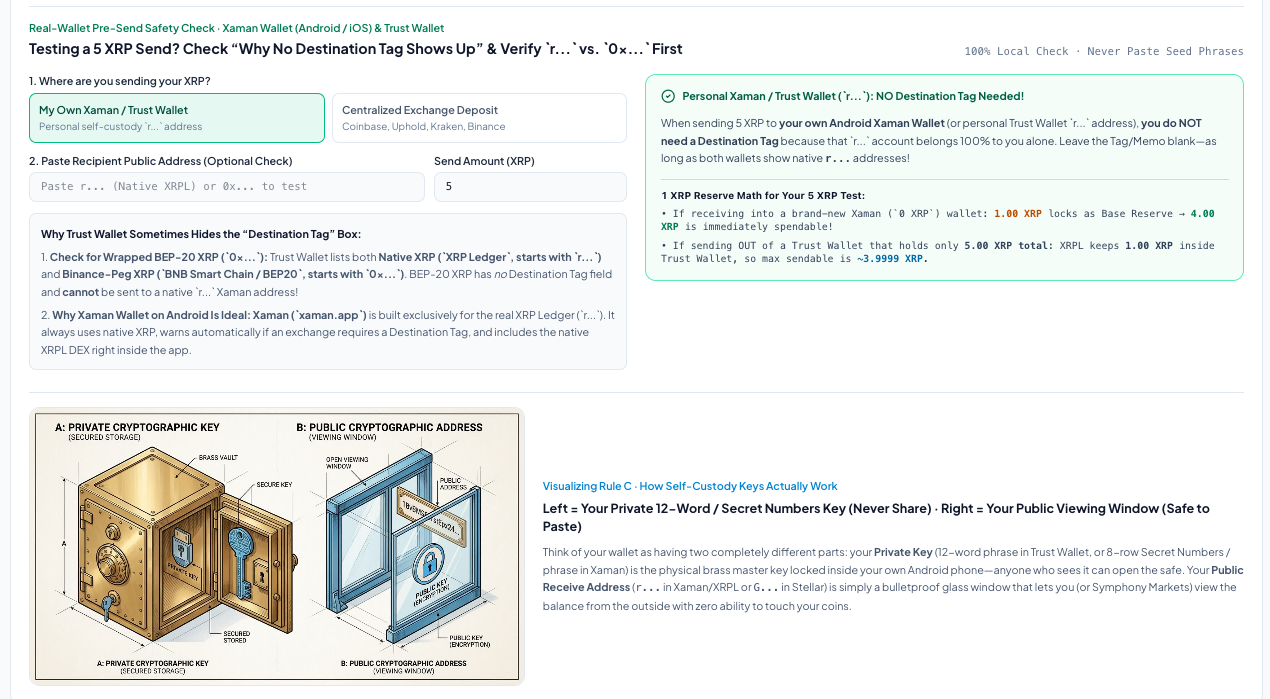 Real-Wallet Pre-Send Safety Check · Xaman Wallet (Android / iOS) & Trust Wallet
Testing a 5 XRP Send? Check “Why No Destination Tag Shows Up” & Verify `r...` vs. `0x...` First
100% Local Check · Never Paste Seed Phrases
1. Where are you sending your XRP?
My Own Xaman / Trust Wallet
Personal self-custody `r...` address
Centralized Exchange Deposit
Coinbase, Uphold, Kraken, Binance
2. Paste Recipient Public Address (Optional Check)
Send Amount (XRP)
Paste r... (Native XRPL) or 0x... to test
5
Why Trust Wallet Sometimes Hides the “Destination Tag” Box:
1. Check for Wrapped BEP-20 XRP (`0x...`): Trust Wallet lists both Native XRP (`XRP Ledger`, starts with `r...`)
and Binance-Peg XRP (`BNB Smart Chain / BEP20`, starts with `0x...`). BEP-20 XRP has no Destination Tag field
and cannot be sent to a native `r...` Xaman address!
2. Why Xaman Wallet on Android Is Ideal: Xaman (`xaman.app`) is built exclusively for the real XRP Ledger (`r...`). It
always uses native XRP, warns automatically if an exchange requires a Destination Tag, and includes the native
XRPL DEX right inside the app.
Personal Xaman / Trust Wallet (`r...`): NO Destination Tag Needed!
When sending 5 XRP to your own Android Xaman Wallet (or personal Trust Wallet `r...` address), you do NOT
need a Destination Tag because that `r...` account belongs 100% to you alone. Leave the Tag/Memo blank—as
long as both wallets show native r... addresses!
1 XRP Reserve Math for Your 5 XRP Test:
• If receiving into a brand-new Xaman (`0 XRP`) wallet: 1.00 XRP locks as Base Reserve → 4.00
XRP is immediately spendable!
• If sending OUT of a Trust Wallet that holds only 5.00 XRP total: XRPL keeps 1.00 XRP inside
Trust Wallet, so max sendable is ~3.9999 XRP.
A: PRIVATE CRYPTOGRAPHIC KEY
(SECURED STORAGE)
BRASS VAULT
SECURE KEY
PRIVATE KEY
A
SECURED
STORED
A: PRIVATE CRYPTOGRAPHIC KEY
(SECURED STORAGE)
B: PUBLIC CRYPTOGRAPHIC ADDRESS
(VIEWING WINDOW)
OPEN VIEWING
WINDOW
PUBLIC
ADDRESS
PUBLIC KEY
(ENCRYPTION)
PUBLIC KEY
(ENCRYPTION)
B: PUBLIC CRYPTOGRAPHIC ADDRESS
(VIEWING WINDOW)
Visualizing Rule C · How Self-Custody Keys Actually Work
Left = Your Private 12-Word / Secret Numbers Key (Never Share) · Right = Your Public Viewing Window (Safe to
Paste)
Think of your wallet as having two completely different parts: your Private Key (12-word phrase in Trust Wallet, or 8-row Secret Numbers /
phrase in Xaman) is the physical brass master key locked inside your own Android phone—anyone who sees it can open the safe. Your Public
Receive Address (r... in Xaman/XRPL or G... in Stellar) is simply a bulletproof glass window that lets you (or Symphony Markets) view the
balance from the outside with zero ability to touch your coins.